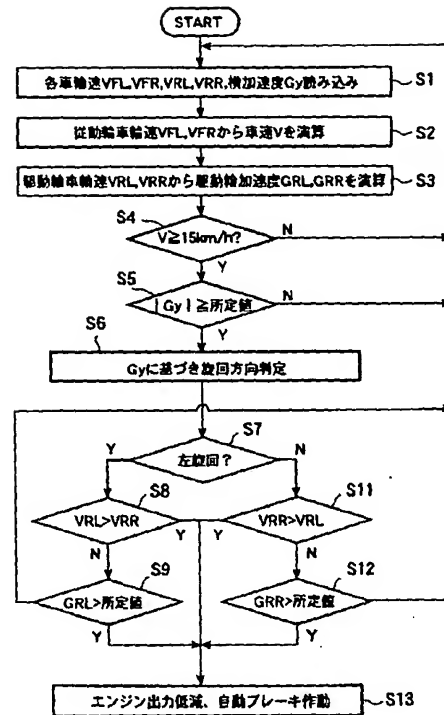 START
各車輪速VFL,VFR,VRL,VRR,横加速度Gy読み込み
S1
従動輪車輪速VFL,VFRから車速Vを演算
S2
駆動輪車輪速VRL,VRRから駆動輪加速度GRL,GRRを演算
S3
S4
V≧15km/h?
N
Y
S5
|Gy|≧所定値
N
Y
S6
Gyに基づき旋回方向判定
S7
Y
左旋回?
N
S8
S11
VRL>VRR
Y
Y
VRR>VRL
N
N
S9
S12
GRL>所定値
GRR>所定値
Y
Y
エンジン出力低減、自動ブレーキ作動
S13